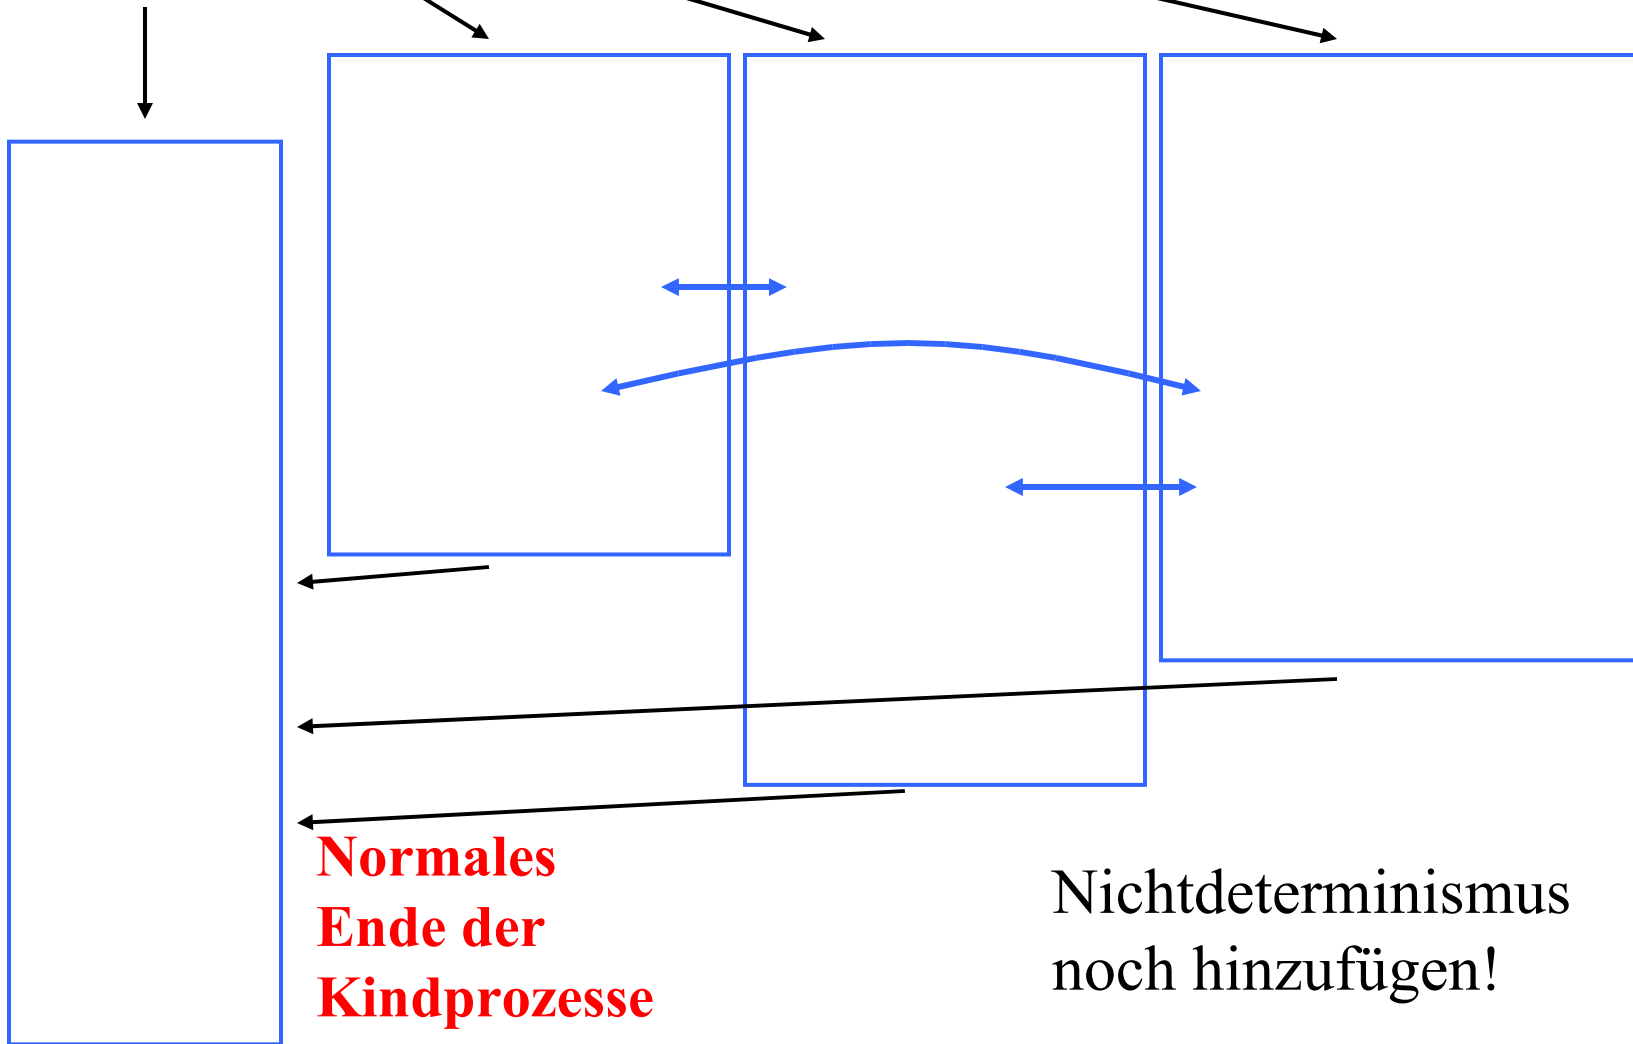 Normales
Ende der
Kindprozesse
Nichtdeterminismus
noch hinzufügen!